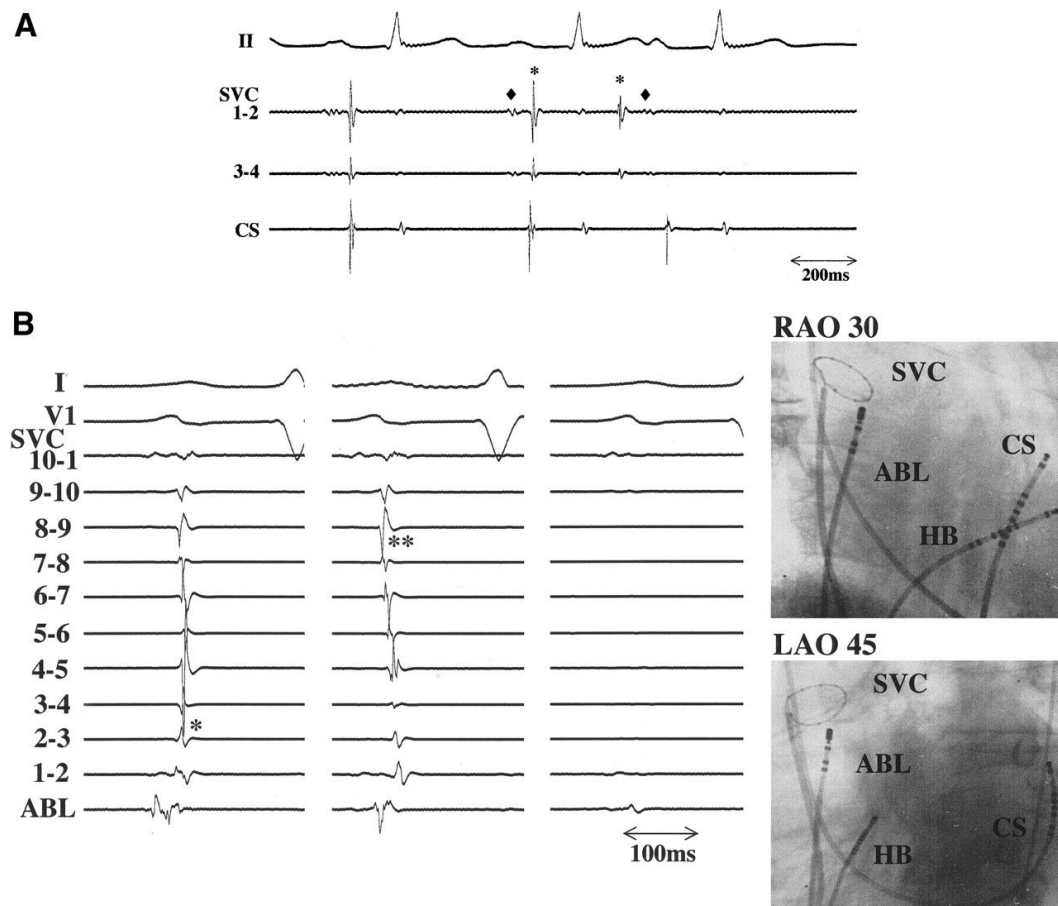 A
II
*
*
♦
♦
SVC
1-2
3-4
CS
200ms
B
I
V1
SVC
10-1
9-10
8-9
**
7-8
6-7
5-6
4-5
3-4
*
2-3
1-2
ABL
100ms
RAO 30
SVC
CS
ABL
HB
LAO 45
SVC
ABL
CS
HB